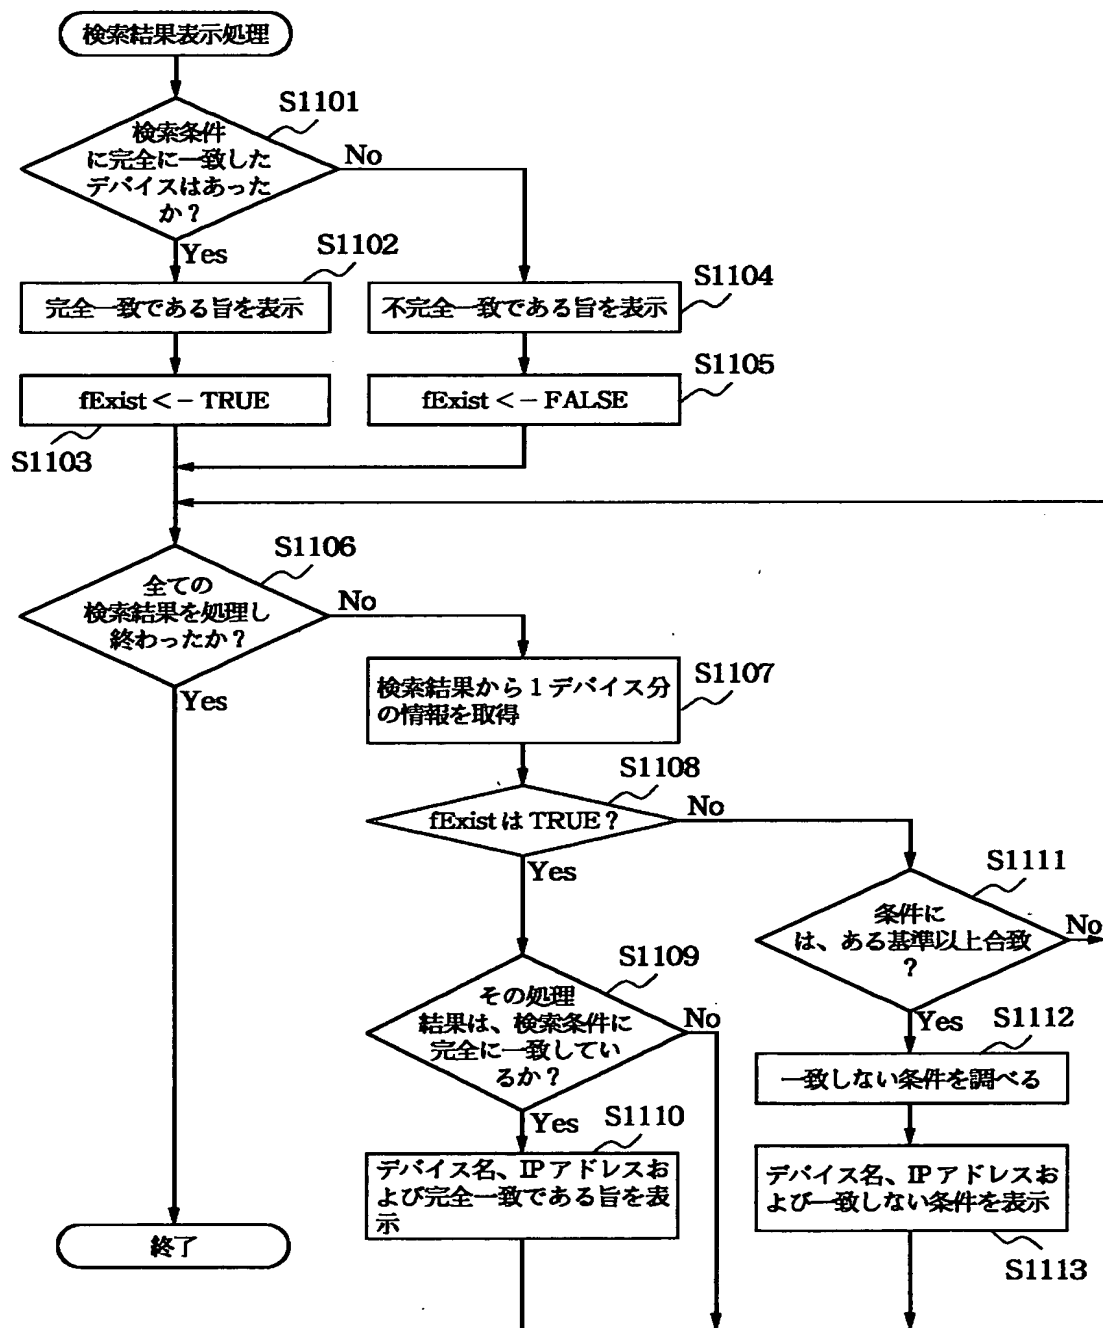 検索結果表示処理
S1101
検索条件
に完全に一致した
デバイスはあった
か？
No
Yes
S1102
完全一致である旨を表示
S1104
不完全一致である旨を表示
fExist <− TRUE
S1103
S1105
fExist <− FALSE
S1106
全ての
検索結果を処理し
終わったか？
No
Yes
S1107
検索結果から１デバイス分
の情報を取得
S1108
fExist は TRUE？
No
Yes
S1111
条件に
は、ある基準以上合致
？
No
Yes
S1109
その処理
結果は、検索条件に
完全に一致してい
るか？
No
Yes
S1112
一致しない条件を調べる
S1110
デバイス名、IPアドレスお
よび完全一致である旨を表
示
デバイス名、IPアドレスお
よび一致しない条件を表示
S1113
終了